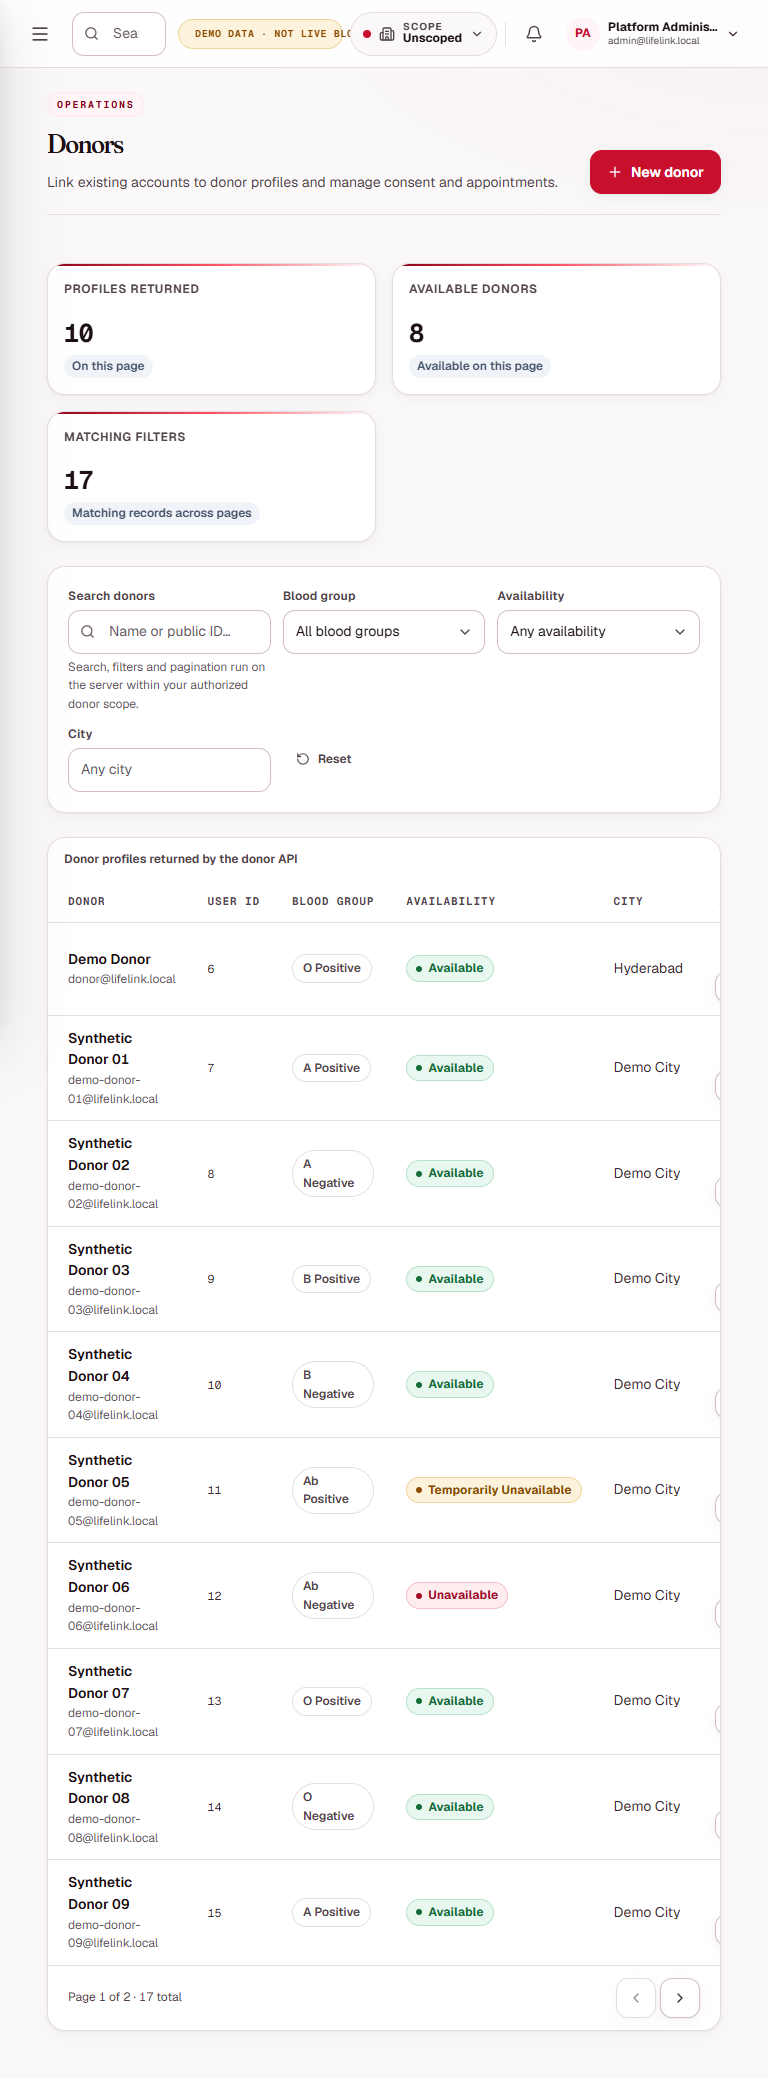 Sea
DEMO DATA · NOT LIVE BLO
SCOPE
Unscoped
PA
Platform Adminis...
admin@lifelink.local
OPERATIONS
Donors
Link existing accounts to donor profiles and manage consent and appointments.
New donor
PROFILES RETURNED
10
On this page
AVAILABLE DONORS
8
Available on this page
MATCHING FILTERS
17
Matching records across pages
Search donors
Name or public ID...
Search, filters and pagination run on
the server within your authorized
donor scope.
Blood group
All blood groups
Availability
Any availability
City
Any city
Reset
Donor profiles returned by the donor API
DONOR USER ID BLOOD GROUP AVAILABILITY CITY
Demo Donor
donor@lifelink.local
6
O Positive
Available
Hyderabad
Synthetic
Donor 01
demo-donor-
01@lifelink.local
7
A Positive
Available
Demo City
Synthetic
Donor 02
demo-donor-
02@lifelink.local
8
A
Negative
Available
Demo City
Synthetic
Donor 03
demo-donor-
03@lifelink.local
9
B Positive
Available
Demo City
Synthetic
Donor 04
demo-donor-
04@lifelink.local
10
B
Negative
Available
Demo City
Synthetic
Donor 05
demo-donor-
05@lifelink.local
11
Ab
Positive
Temporarily Unavailable
Demo City
Synthetic
Donor 06
demo-donor-
06@lifelink.local
12
Ab
Negative
Unavailable
Demo City
Synthetic
Donor 07
demo-donor-
07@lifelink.local
13
O Positive
Available
Demo City
Synthetic
Donor 08
demo-donor-
08@lifelink.local
14
O
Negative
Available
Demo City
Synthetic
Donor 09
demo-donor-
09@lifelink.local
15
A Positive
Available
Demo City
Page 1 of 2 · 17 total